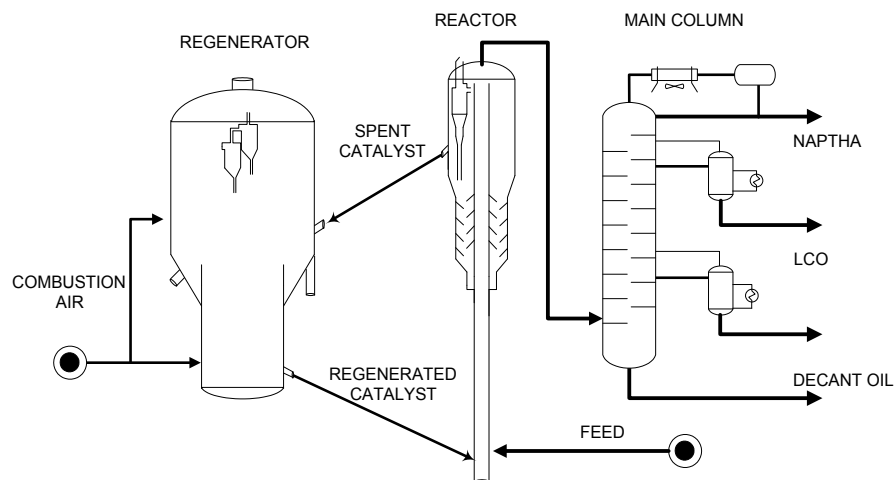 REACTOR
MAIN COLUMN
REGENERATOR
SPENT
CATALYST
NAPTHA
COMBUSTION
AIR
LCO
REGENERATED
CATALYST
DECANT OIL
FEED